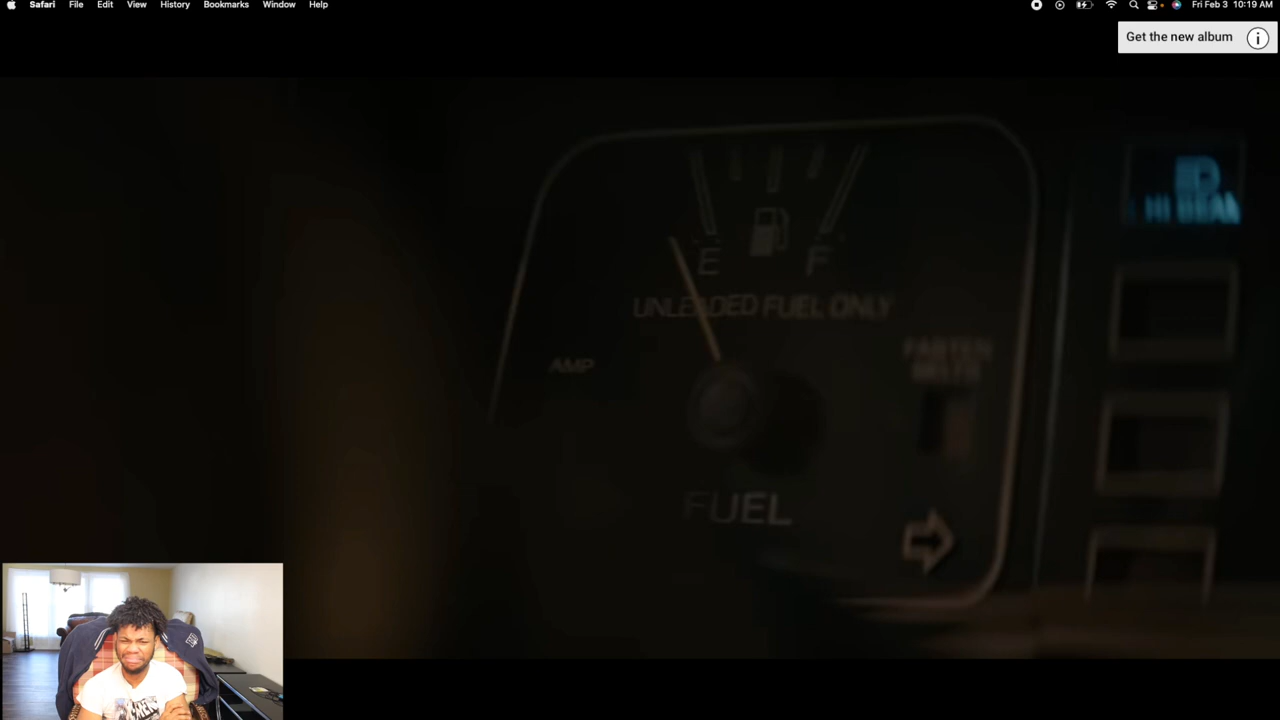 Safari File Edit View History Bookmarks Window Help Fri Feb 3 10:19 AM
Get the new album i
E F
UNLEADED FUEL ONLY
AMP
FUEL
HI BEAM